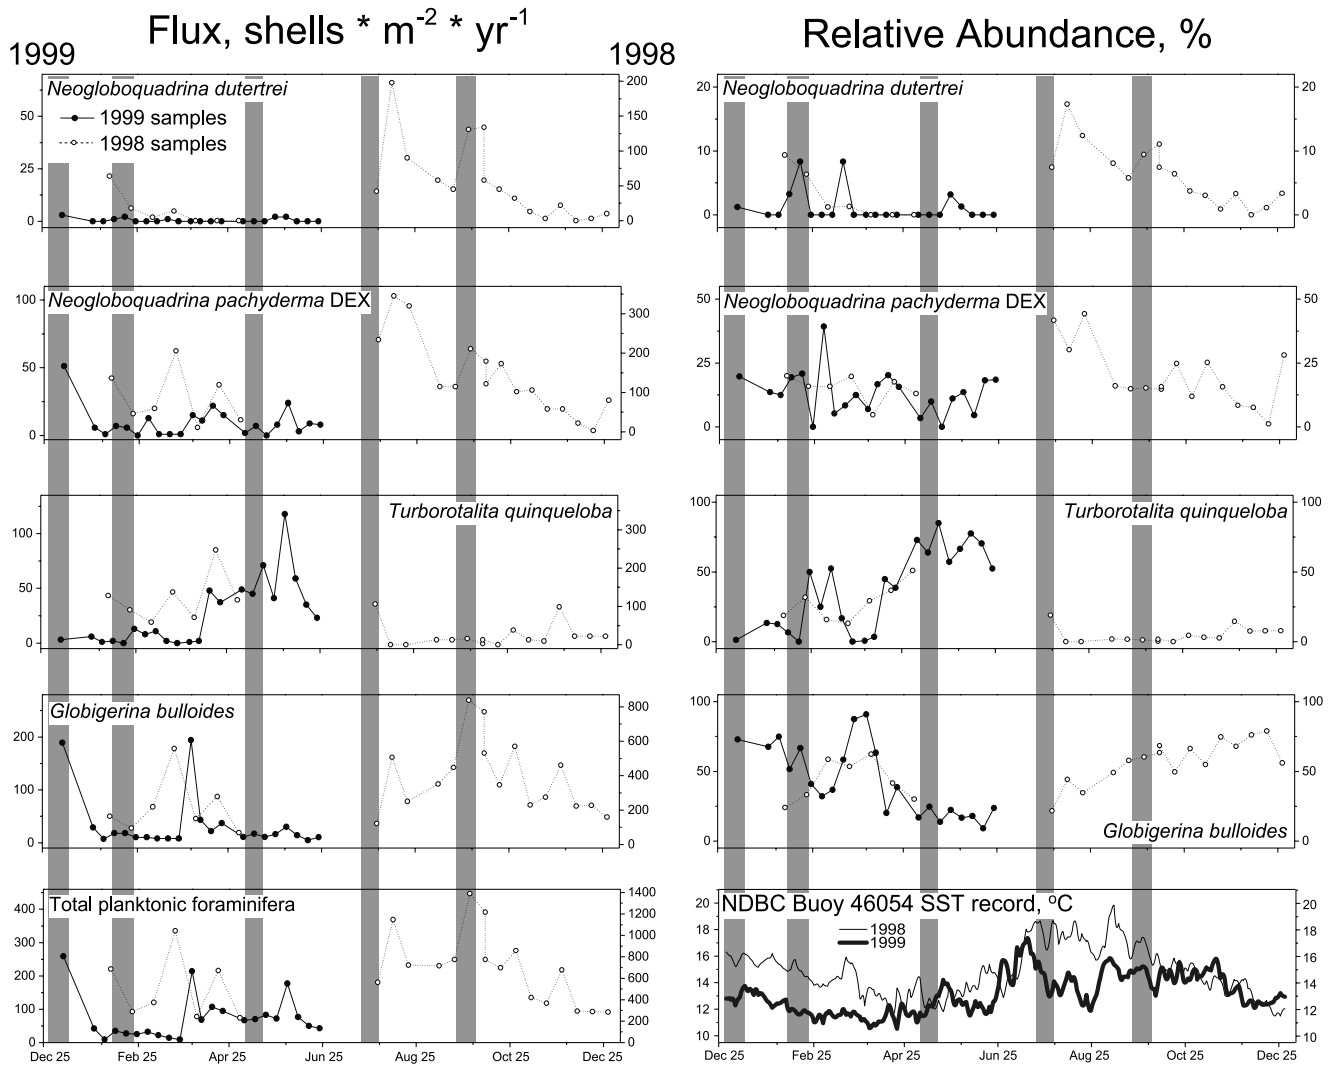 Flux, shells * m-2 * yr-1
Relative Abundance, %
1999
1998
Neogloboquadrina dutertrei
1999 samples
1998 samples
50
25
0
200
150
100
50
0
Neogloboquadrina dutertrei
20
10
0
20
10
0
Neogloboquadrina pachyderma DEX
100
50
0
300
200
100
0
Neogloboquadrina pachyderma DEX
50
25
0
50
25
0
Turborotalita quinqueloba
100
50
0
300
200
100
0
Turborotalita quinqueloba
100
50
0
100
50
0
Globigerina bulloides
200
100
0
800
600
400
200
0
Globigerina bulloides
100
50
0
100
50
0
Total planktonic foraminifera
400
300
200
100
0
1400
1200
1000
800
600
400
200
0
Dec 25
Feb 25
Apr 25
Jun 25
Aug 25
Oct 25
Dec 25
NDBC Buoy 46054 SST record, oC
1998
1999
20
18
16
14
12
10
20
18
16
14
12
10
Dec 25
Feb 25
Apr 25
Jun 25
Aug 25
Oct 25
Dec 25